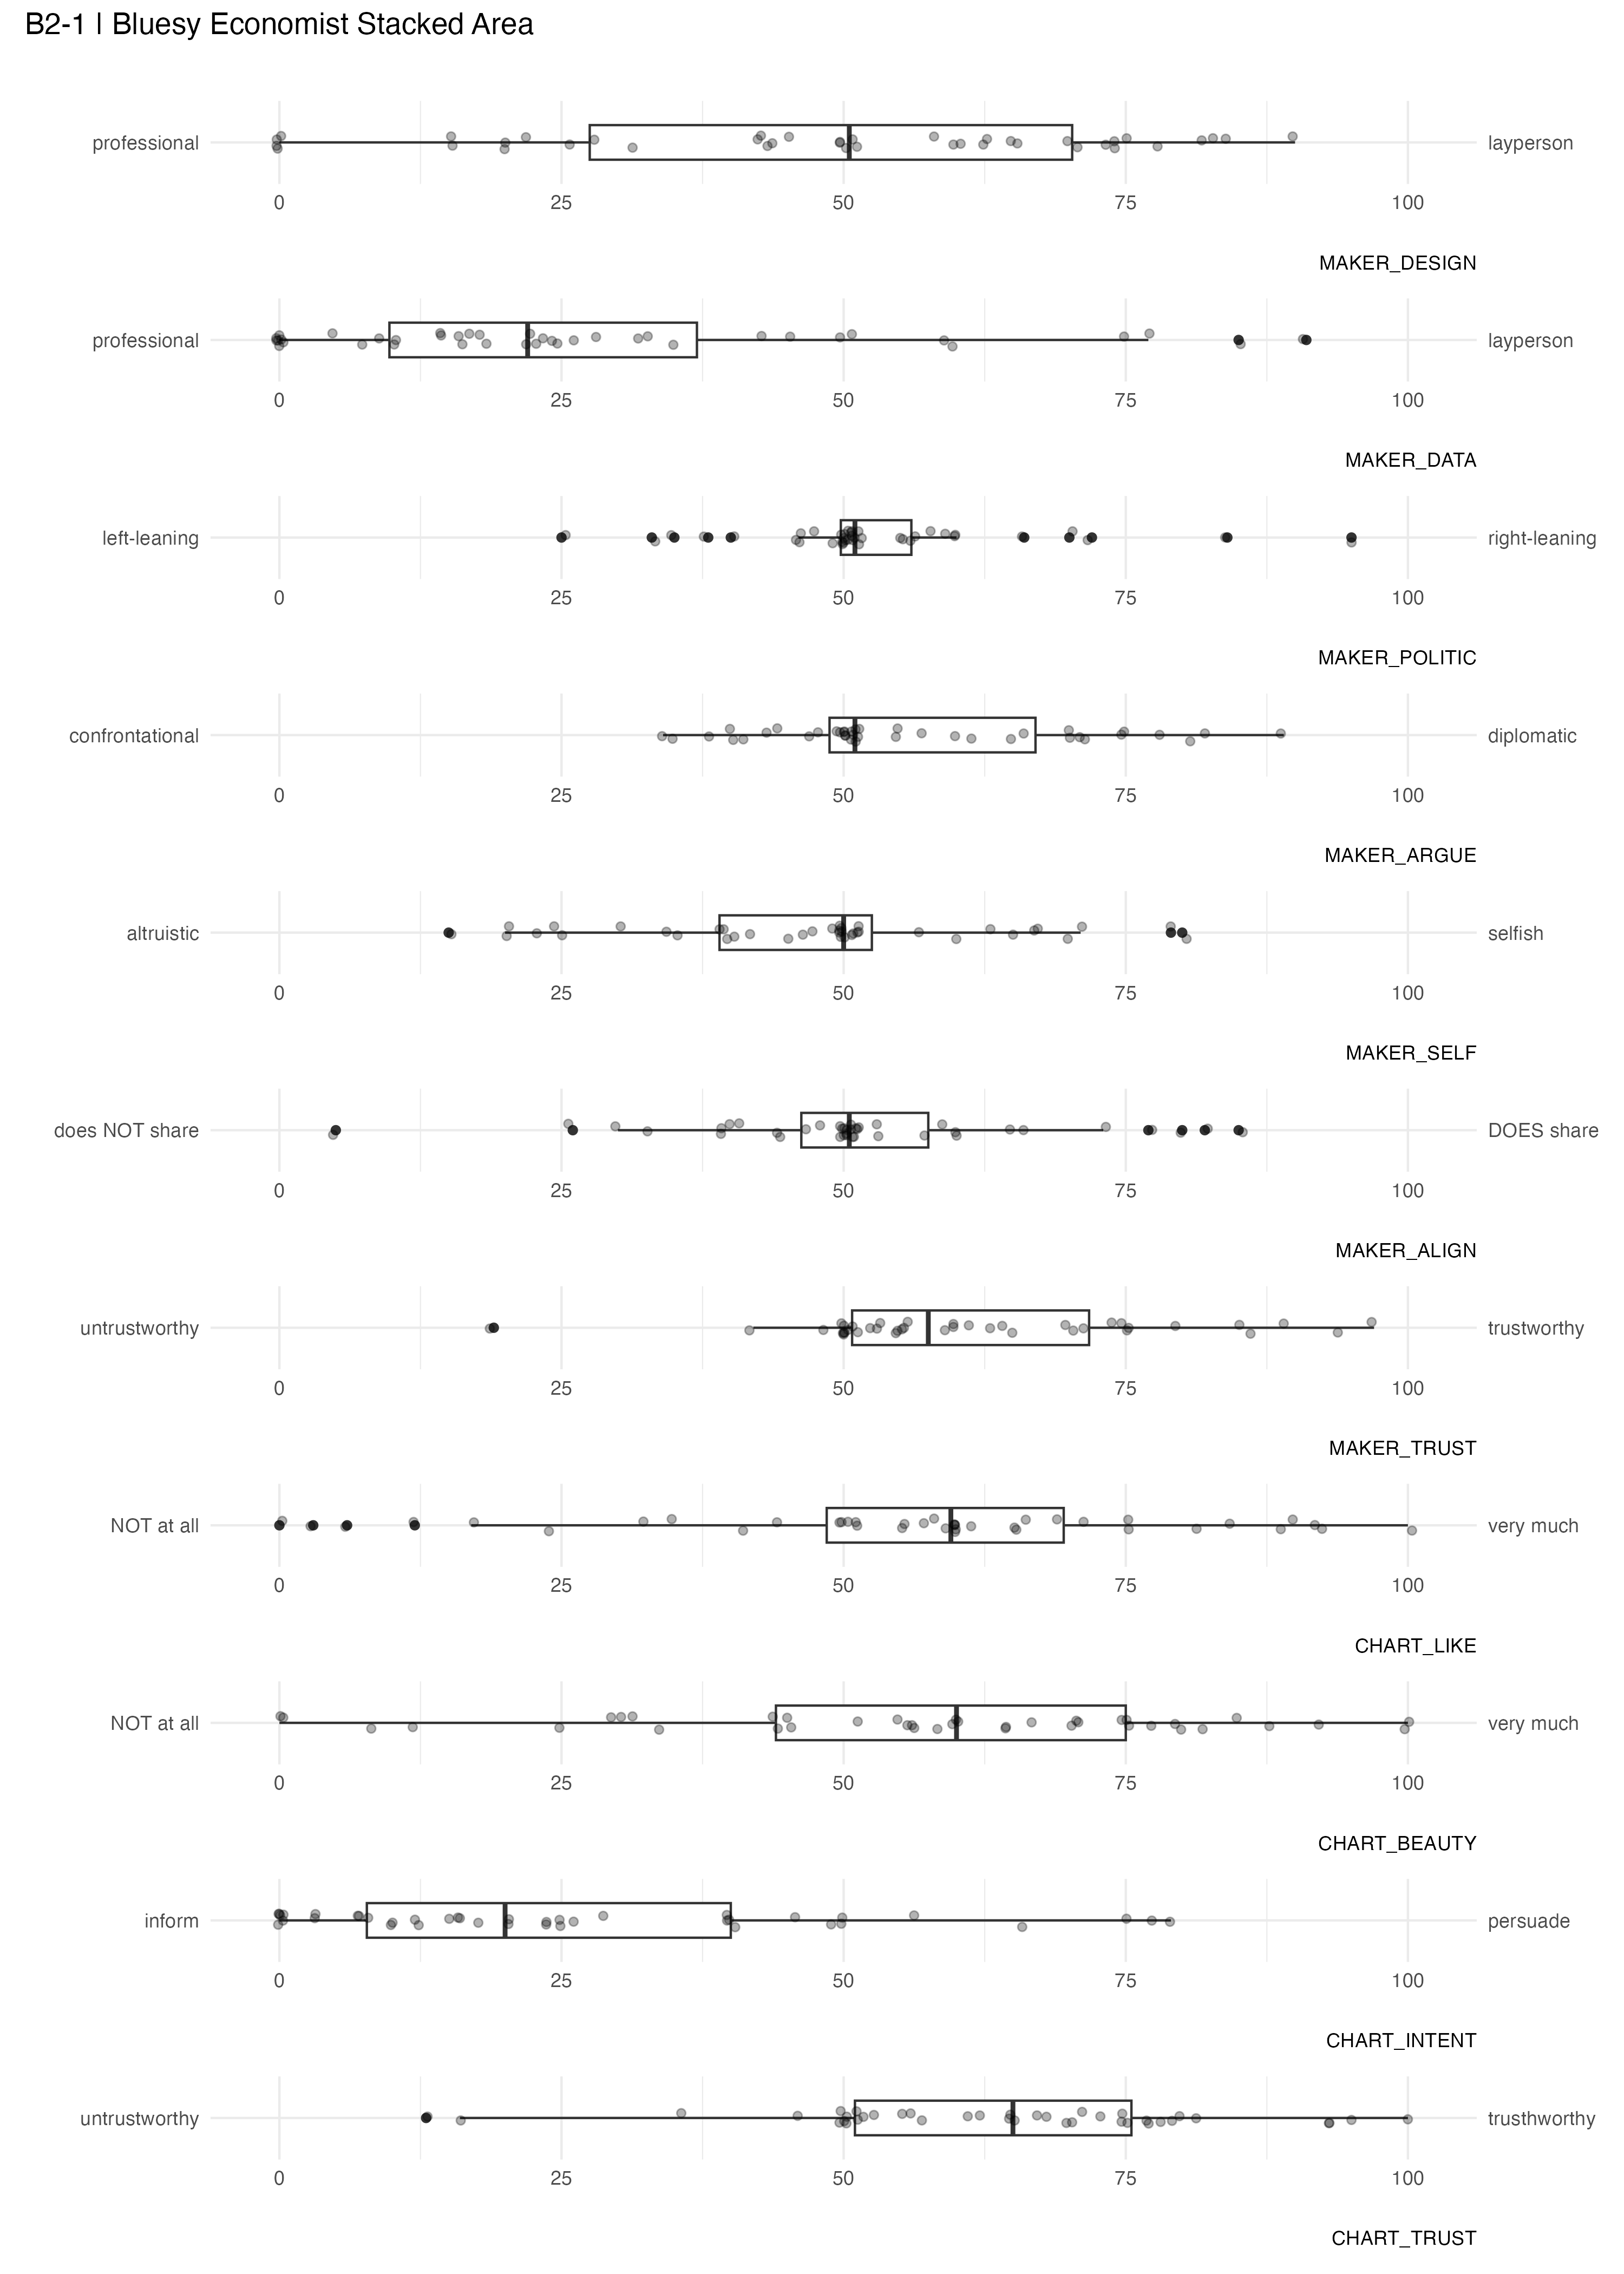 B2-1 | Bluesy Economist Stacked Area
professional layperson
0 25 50 75 100
MAKER_DESIGN
professional layperson
0 25 50 75 100
MAKER_DATA
left-leaning right-leaning
0 25 50 75 100
MAKER_POLITIC
confrontational diplomatic
0 25 50 75 100
MAKER_ARGUE
altruistic selfish
0 25 50 75 100
MAKER_SELF
does NOT share DOES share
0 25 50 75 100
MAKER_ALIGN
untrustworthy trustworthy
0 25 50 75 100
MAKER_TRUST
NOT at all very much
0 25 50 75 100
CHART_LIKE
NOT at all very much
0 25 50 75 100
CHART_BEAUTY
inform persuade
0 25 50 75 100
CHART_INTENT
untrustworthy trusthworthy
0 25 50 75 100
CHART_TRUST